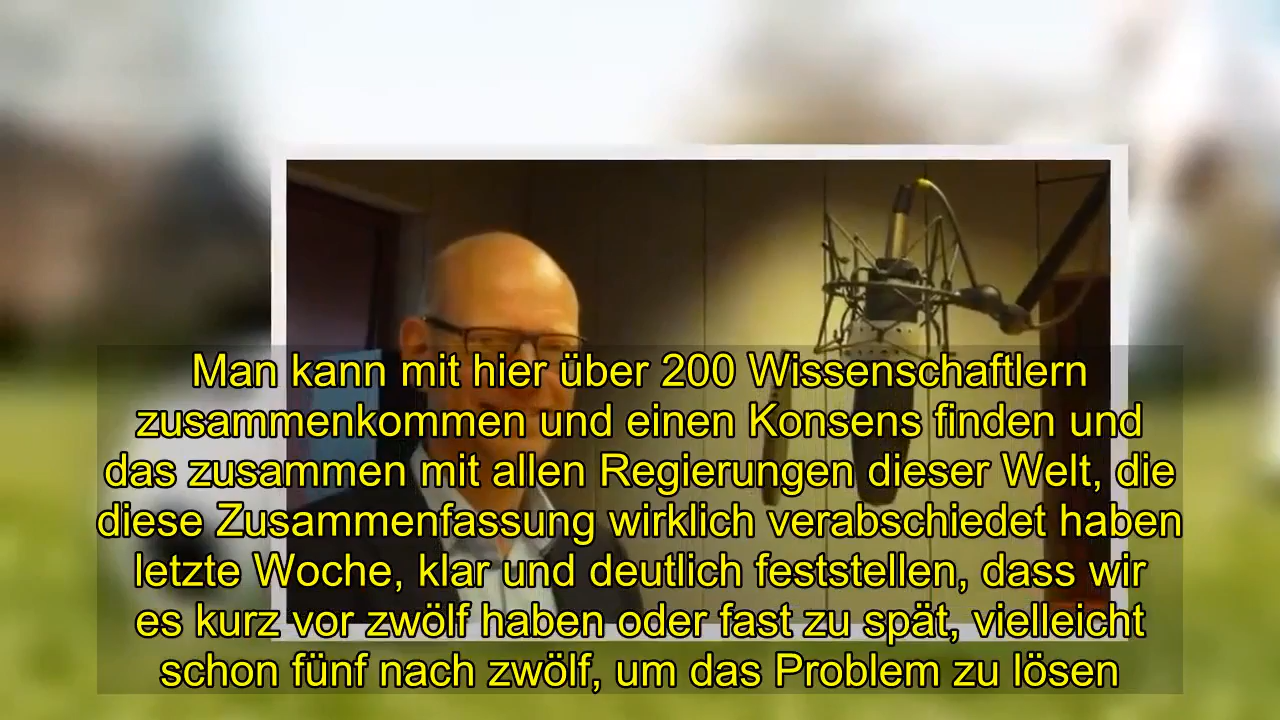 Man kann mit hier über 200 Wissenschaftlern
zusammenkommen und einen Konsens finden und
das zusammen mit allen Regierungen dieser Welt, die
diese Zusammenfassung wirklich verabschiedet haben
letzte Woche, klar und deutlich feststellen, dass wir
es kurz vor zwölf haben oder fast zu spät, vielleicht
schon fünf nach zwölf, um das Problem zu lösen